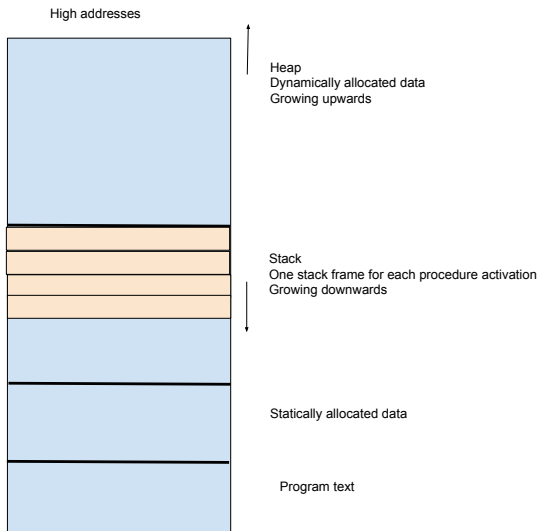 High addresses
Heap
Dynamically allocated data
Growing upwards
Stack
One stack frame for each procedure activation
Growing downwards
Statically allocated data
Program text